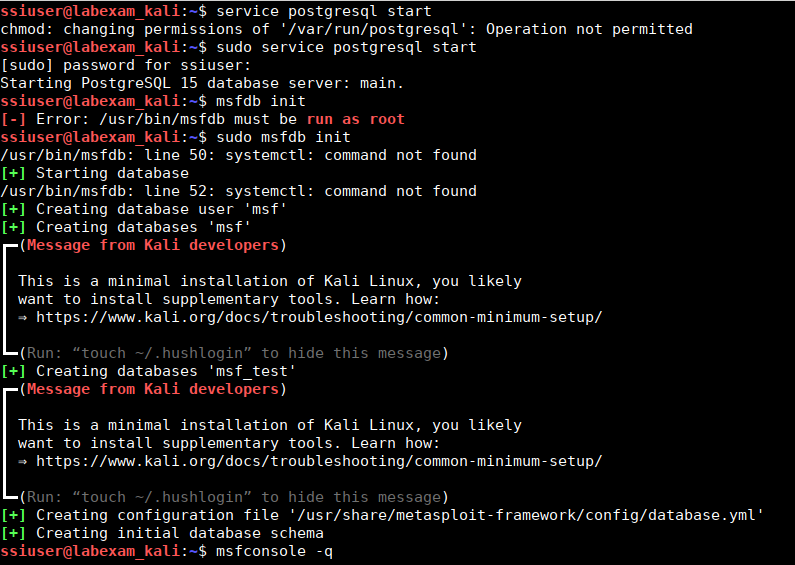 ssiuser@labexam_kali:~$ service postgresql start
chmod: changing permissions of '/var/run/postgresql': Operation not permitted
ssiuser@labexam_kali:~$ sudo service postgresql start
[sudo] password for ssiuser:
Starting PostgreSQL 15 database server: main.
ssiuser@labexam_kali:~$ msfdb init
[-] Error: /usr/bin/msfdb must be run as root
ssiuser@labexam_kali:~$ sudo msfdb init
/usr/bin/msfdb: line 50: systemctl: command not found
[+] Starting database
/usr/bin/msfdb: line 52: systemctl: command not found
[+] Creating database user 'msf'
[+] Creating databases 'msf'
(Message from Kali developers)
This is a minimal installation of Kali Linux, you likely
want to install supplementary tools. Learn how:
⇒ https://www.kali.org/docs/troubleshooting/common-minimum-setup/
(Run: “touch ~/.hushlogin” to hide this message)
[+] Creating databases 'msf_test'
(Message from Kali developers)
This is a minimal installation of Kali Linux, you likely
want to install supplementary tools. Learn how:
⇒ https://www.kali.org/docs/troubleshooting/common-minimum-setup/
(Run: “touch ~/.hushlogin” to hide this message)
[+] Creating configuration file '/usr/share/metasploit-framework/config/database.yml'
[+] Creating initial database schema
ssiuser@labexam_kali:~$ msfconsole -q